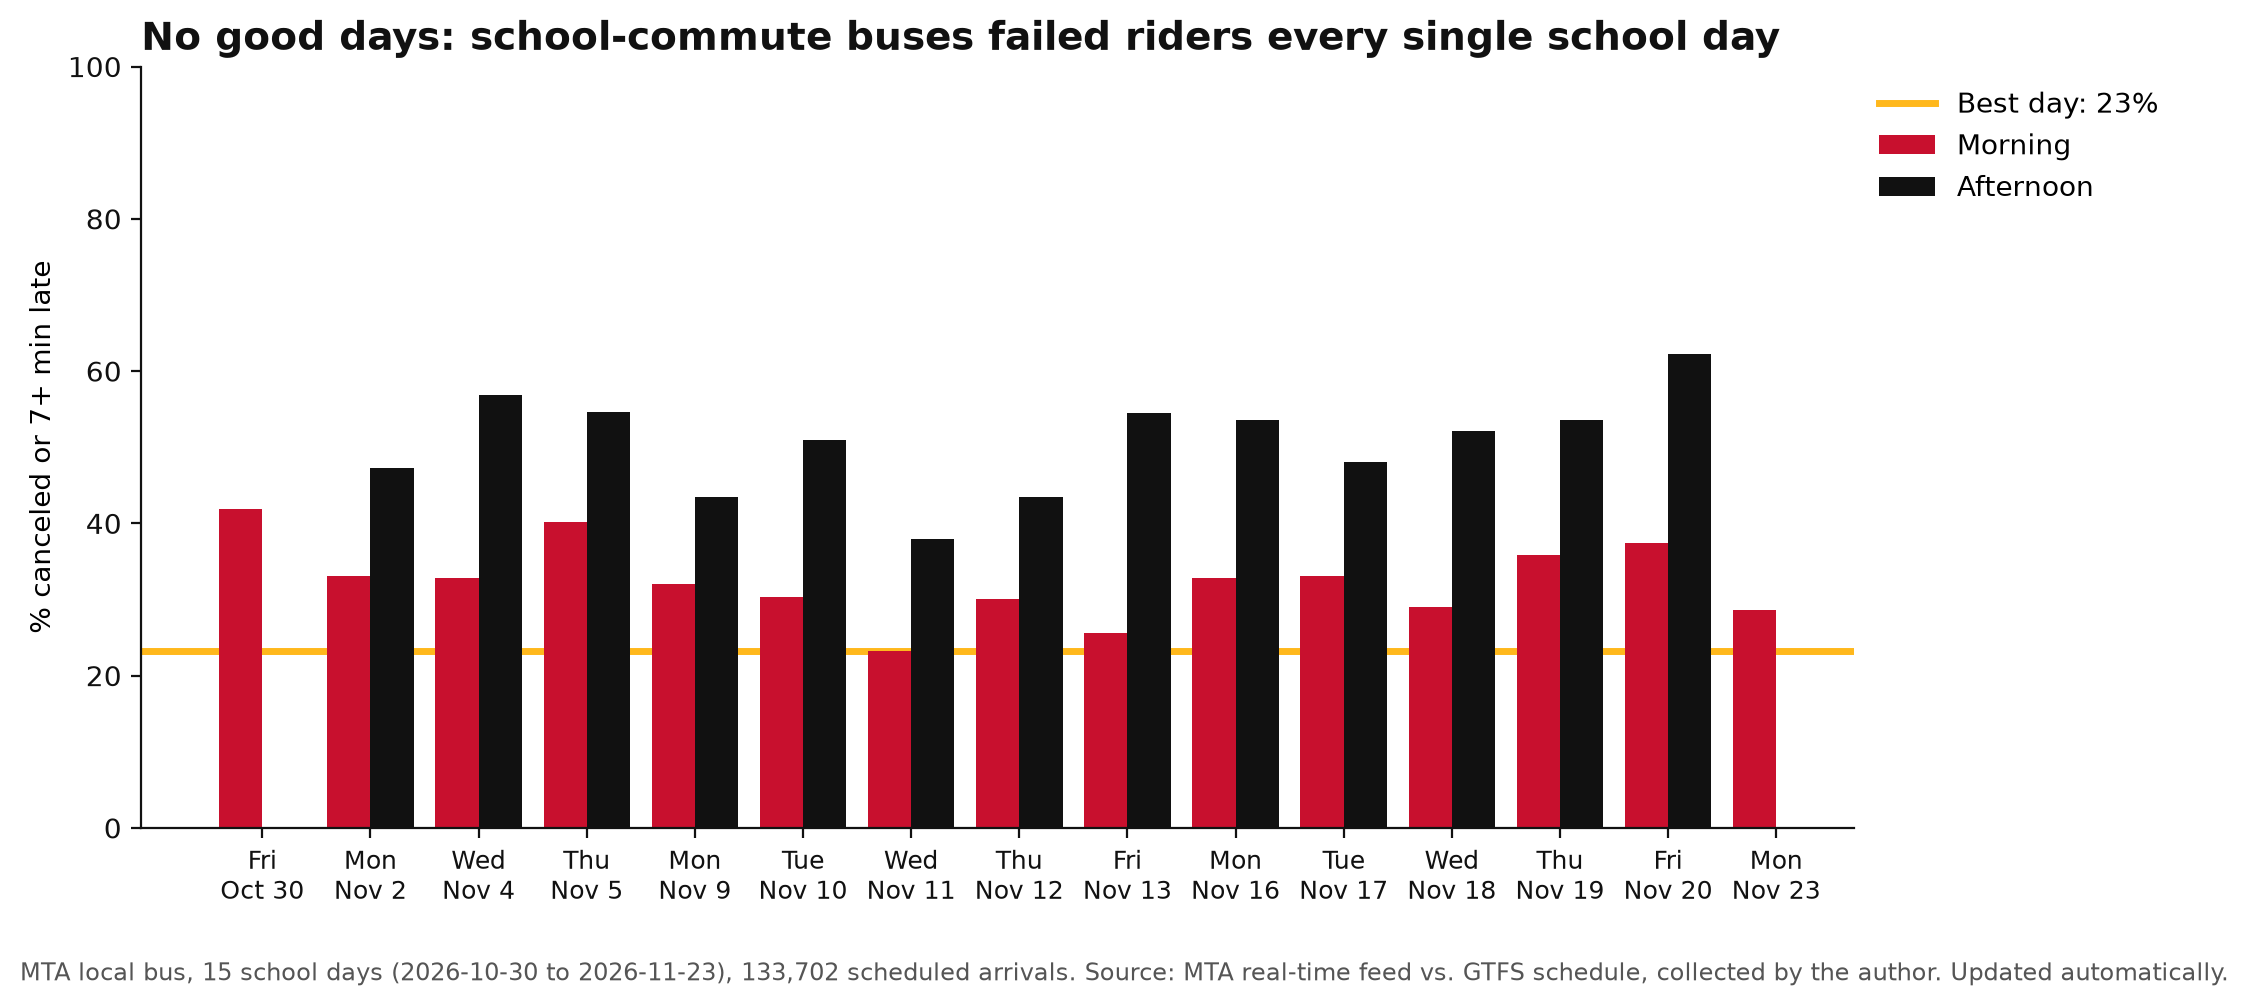 No good days: school-commute buses failed riders every single school day
% canceled or 7+ min late
100
80
60
40
20
0
Best day: 23%
Morning
Afternoon
Fri Oct 30
Mon Nov 2
Wed Nov 4
Thu Nov 5
Mon Nov 9
Tue Nov 10
Wed Nov 11
Thu Nov 12
Fri Nov 13
Mon Nov 16
Tue Nov 17
Wed Nov 18
Thu Nov 19
Fri Nov 20
Mon Nov 23
MTA local bus, 15 school days (2026-10-30 to 2026-11-23), 133,702 scheduled arrivals. Source: MTA real-time feed vs. GTFS schedule, collected by the author. Updated automatically.